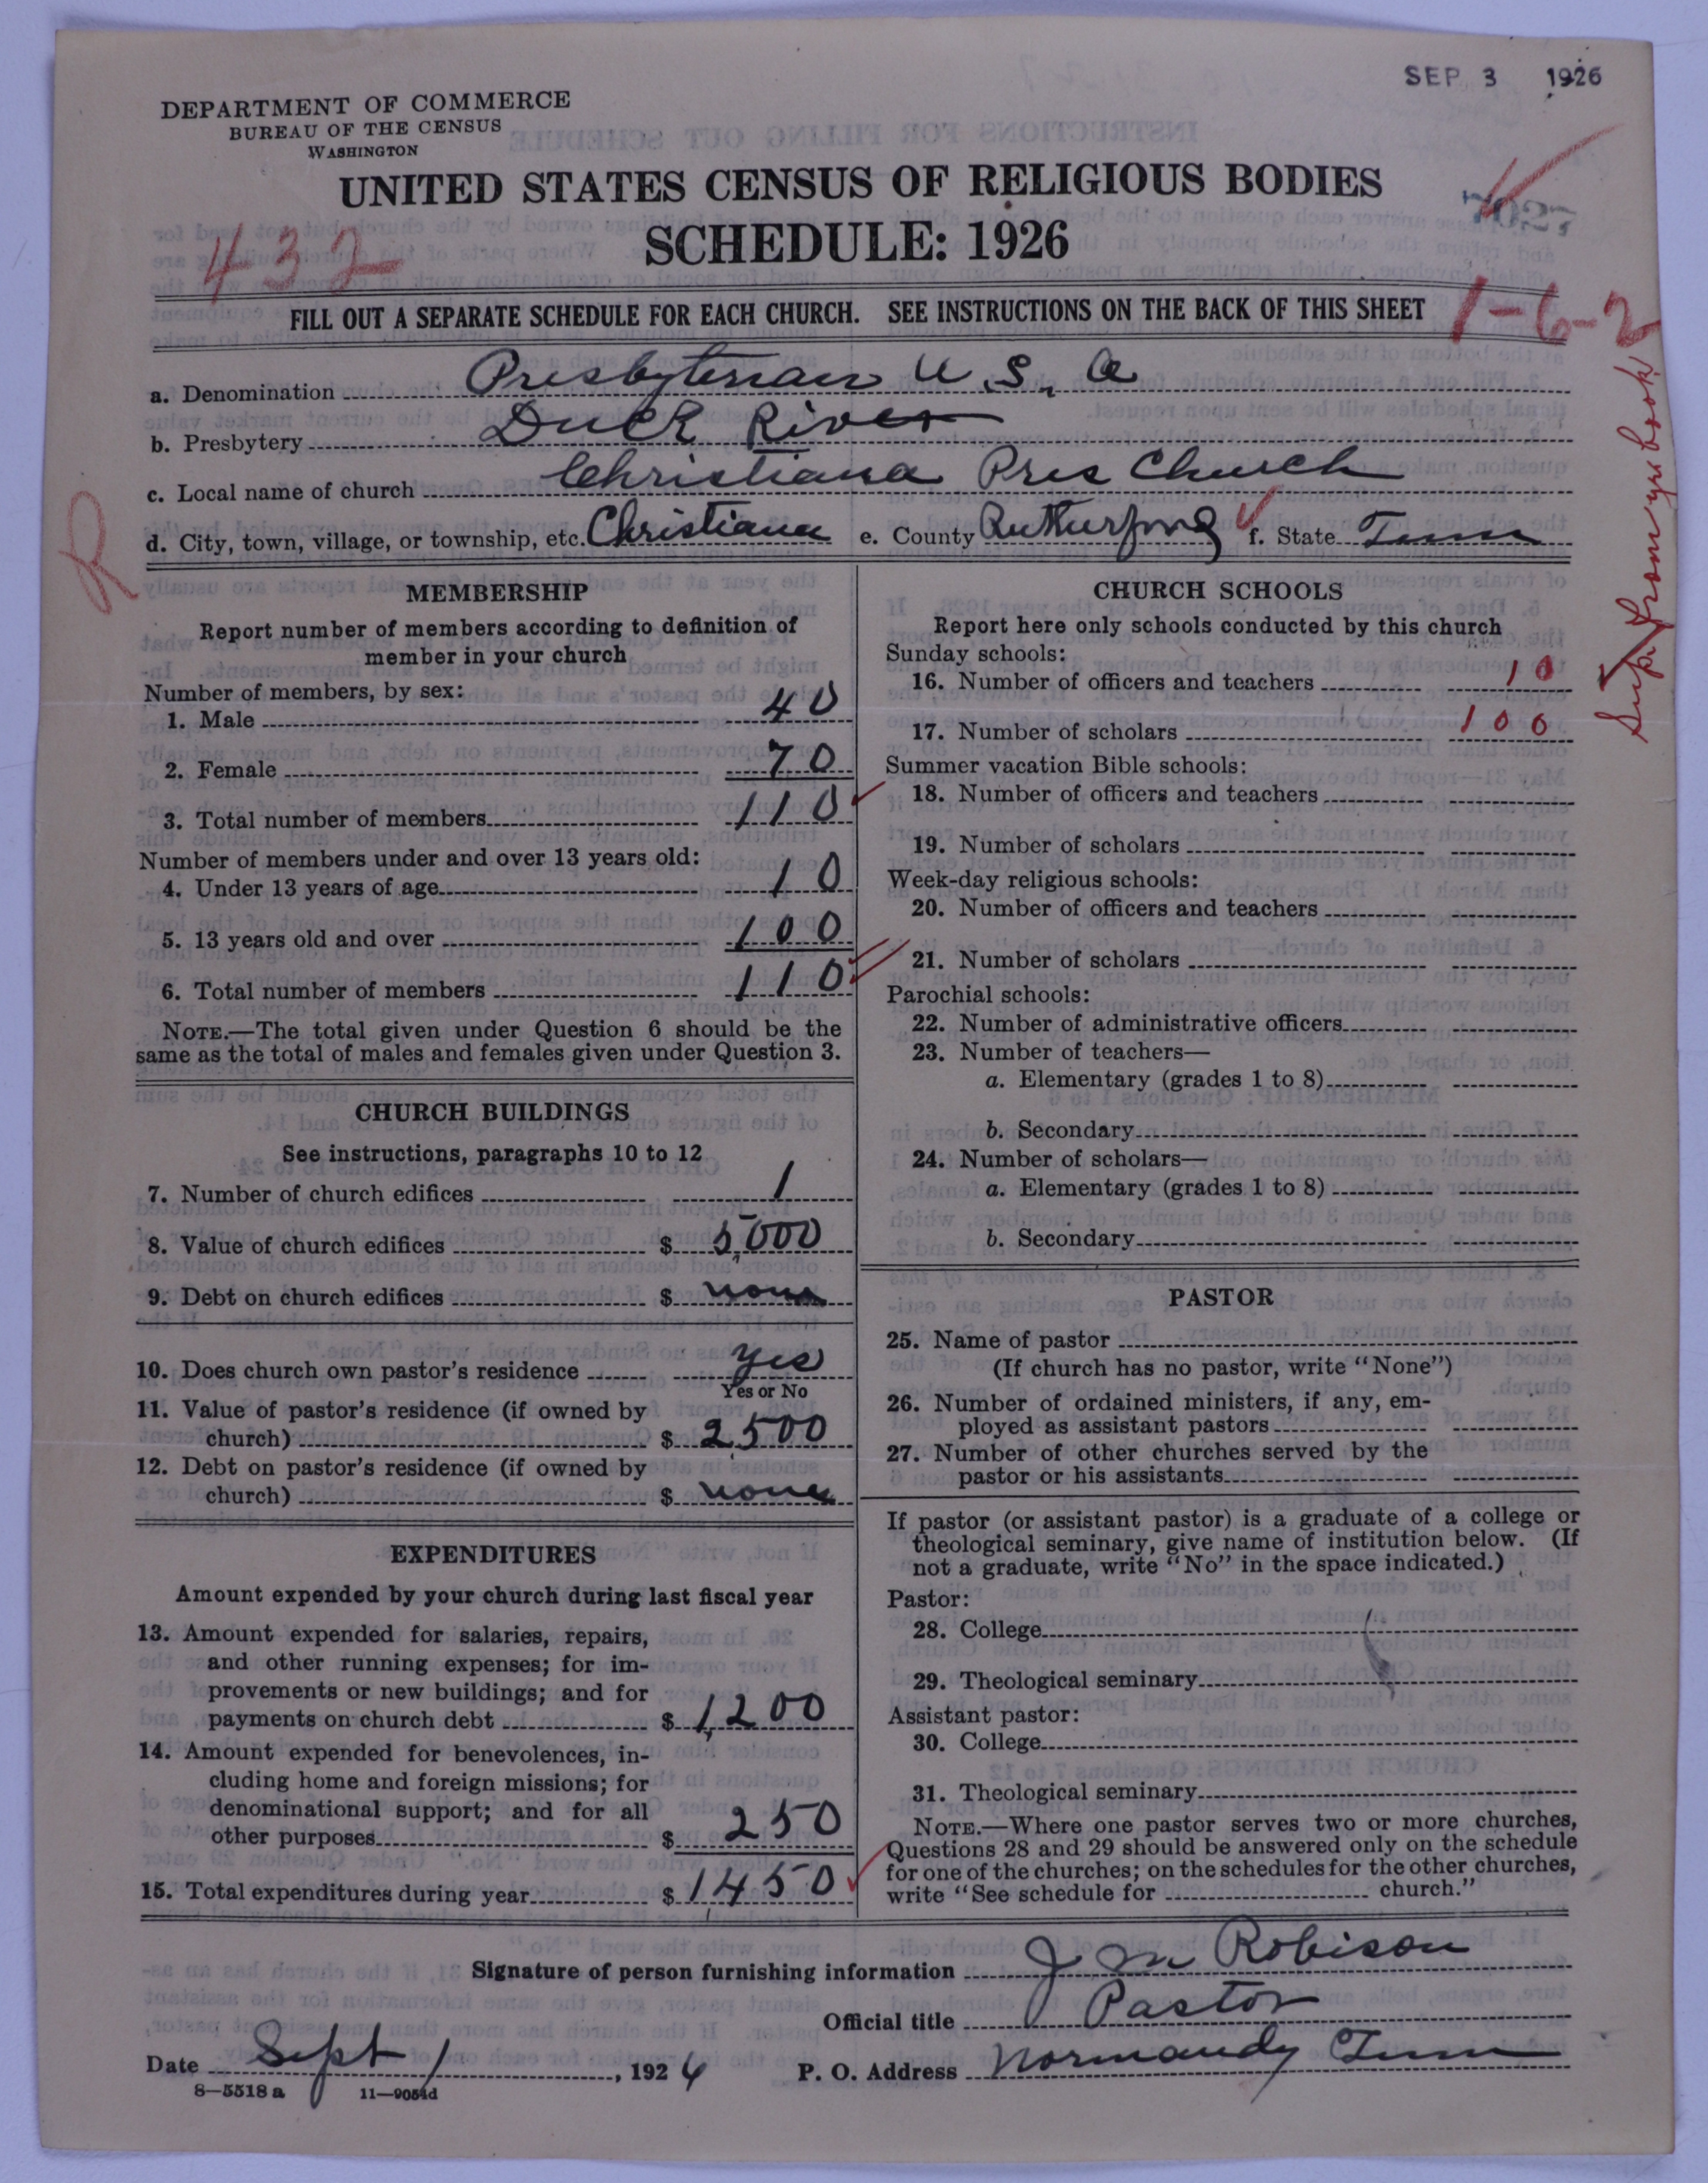 SEP 3 1926
DEPARTMENT OF COMMERCE
BUREAU OF THE CENSUS
WASHINGTON
UNITED STATES CENSUS OF RELIGIOUS BODIES
7027
SCHEDULE: 1926
432
FILL OUT A SEPARATE SCHEDULE FOR EACH CHURCH. SEE INSTRUCTIONS ON THE BACK OF THIS SHEET
1-6-2
a. Denomination Presbyterian U. S. A
b. Presbytery Duck River
c. Local name of church Christiana Pres Church
d. City, town, village, or township, etc. Christiana e. County Rutherford f. State Tenn
R
Sup. from yr book
MEMBERSHIP
Report number of members according to definition of
member in your church
Number of members, by sex:
1. Male 40
2. Female 70
3. Total number of members 110
Number of members under and over 13 years old:
4. Under 13 years of age 10
5. 13 years old and over 100
6. Total number of members 110
NOTE.—The total given under Question 6 should be the
same as the total of males and females given under Question 3.
CHURCH BUILDINGS
See instructions, paragraphs 10 to 12
7. Number of church edifices 1
8. Value of church edifices $ 5,000
9. Debt on church edifices $ none
10. Does church own pastor's residence yes
Yes or No
11. Value of pastor's residence (if owned by
church) $ 2,500
12. Debt on pastor's residence (if owned by
church) $ none
EXPENDITURES
Amount expended by your church during last fiscal year
13. Amount expended for salaries, repairs,
and other running expenses; for im-
provements or new buildings; and for
payments on church debt $ 1,200
14. Amount expended for benevolences, in-
cluding home and foreign missions; for
denominational support; and for all
other purposes $ 250
15. Total expenditures during year $ 1450
CHURCH SCHOOLS
Report here only schools conducted by this church
Sunday schools:
16. Number of officers and teachers 10
17. Number of scholars 100
Summer vacation Bible schools:
18. Number of officers and teachers
19. Number of scholars
Week-day religious schools:
20. Number of officers and teachers
21. Number of scholars
Parochial schools:
22. Number of administrative officers
23. Number of teachers—
a. Elementary (grades 1 to 8)
b. Secondary
24. Number of scholars—
a. Elementary (grades 1 to 8)
b. Secondary
PASTOR
25. Name of pastor
(If church has no pastor, write "None")
26. Number of ordained ministers, if any, em-
ployed as assistant pastors
27. Number of other churches served by the
pastor or his assistants
If pastor (or assistant pastor) is a graduate of a college or
theological seminary, give name of institution below. (If
not a graduate, write "No" in the space indicated.)
Pastor:
28. College
29. Theological seminary
Assistant pastor:
30. College
31. Theological seminary
NOTE.—Where one pastor serves two or more churches,
Questions 28 and 29 should be answered only on the schedule
for one of the churches; on the schedules for the other churches,
write "See schedule for church."
Signature of person furnishing information J M Robison
Official title Pastor
Date Sept 1, 1926 P. O. Address Normandy Tenn
8—5518 a 11—9054d